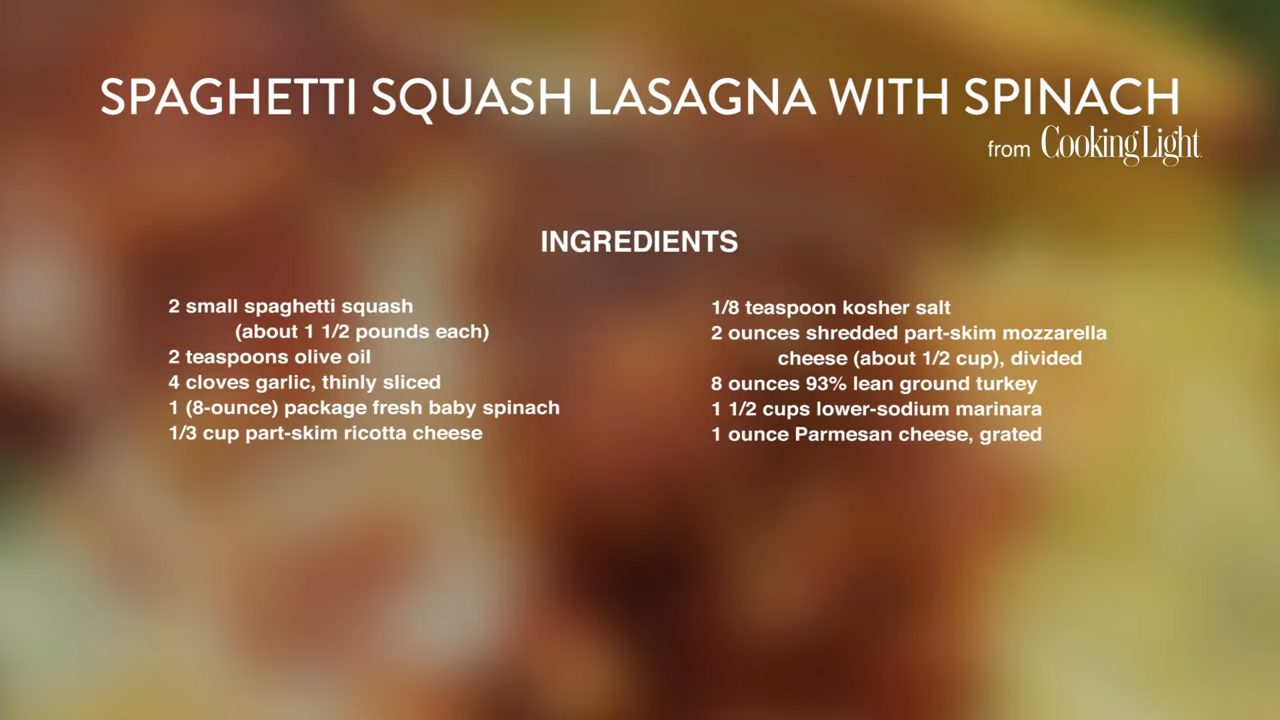 SPAGHETTI SQUASH LASAGNA WITH SPINACH
from Cooking Light
INGREDIENTS
2 small spaghetti squash
(about 1 1/2 pounds each)
2 teaspoons olive oil
4 cloves garlic, thinly sliced
1 (8-ounce) package fresh baby spinach
1/3 cup part-skim ricotta cheese
1/8 teaspoon kosher salt
2 ounces shredded part-skim mozzarella
cheese (about 1/2 cup), divided
8 ounces 93% lean ground turkey
1 1/2 cups lower-sodium marinara
1 ounce Parmesan cheese, grated